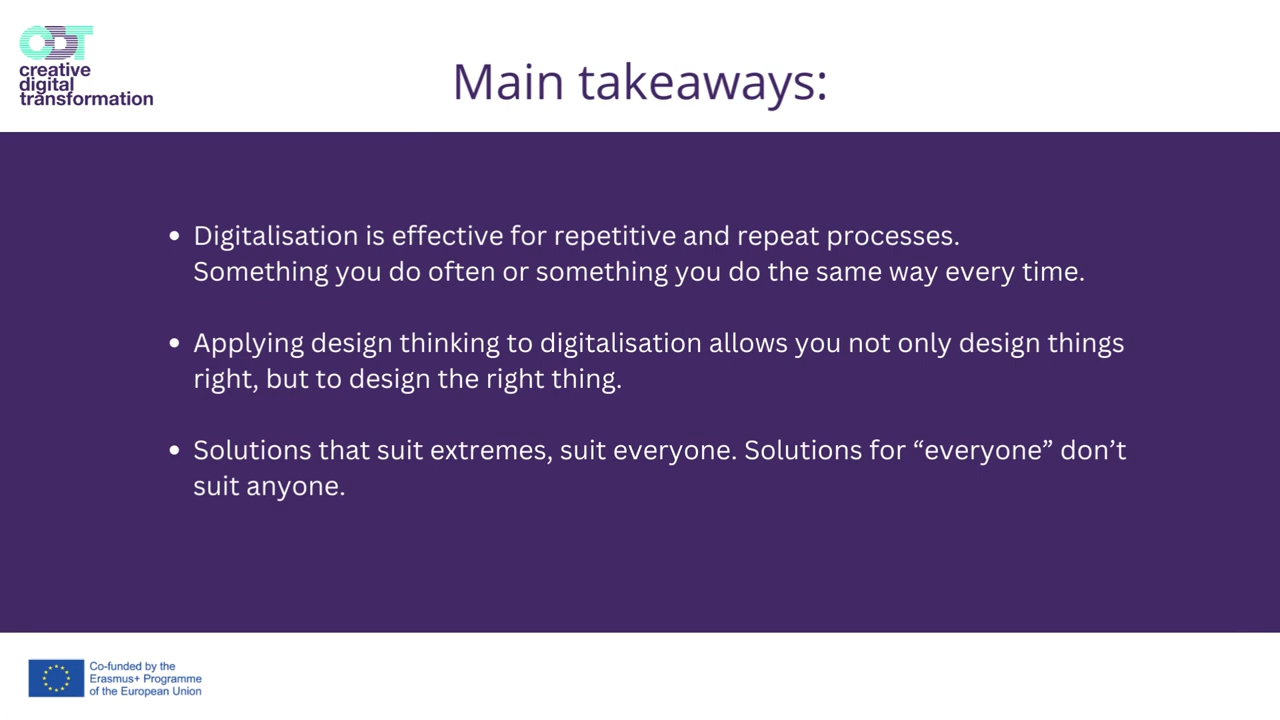 CDT
creative
digital
transformation
Main takeaways:
• Digitalisation is effective for repetitive and repeat processes.
Something you do often or something you do the same way every time.
• Applying design thinking to digitalisation allows you not only design things
right, but to design the right thing.
• Solutions that suit extremes, suit everyone. Solutions for “everyone” don’t
suit anyone.
Co-funded by the
Erasmus+ Programme
of the European Union